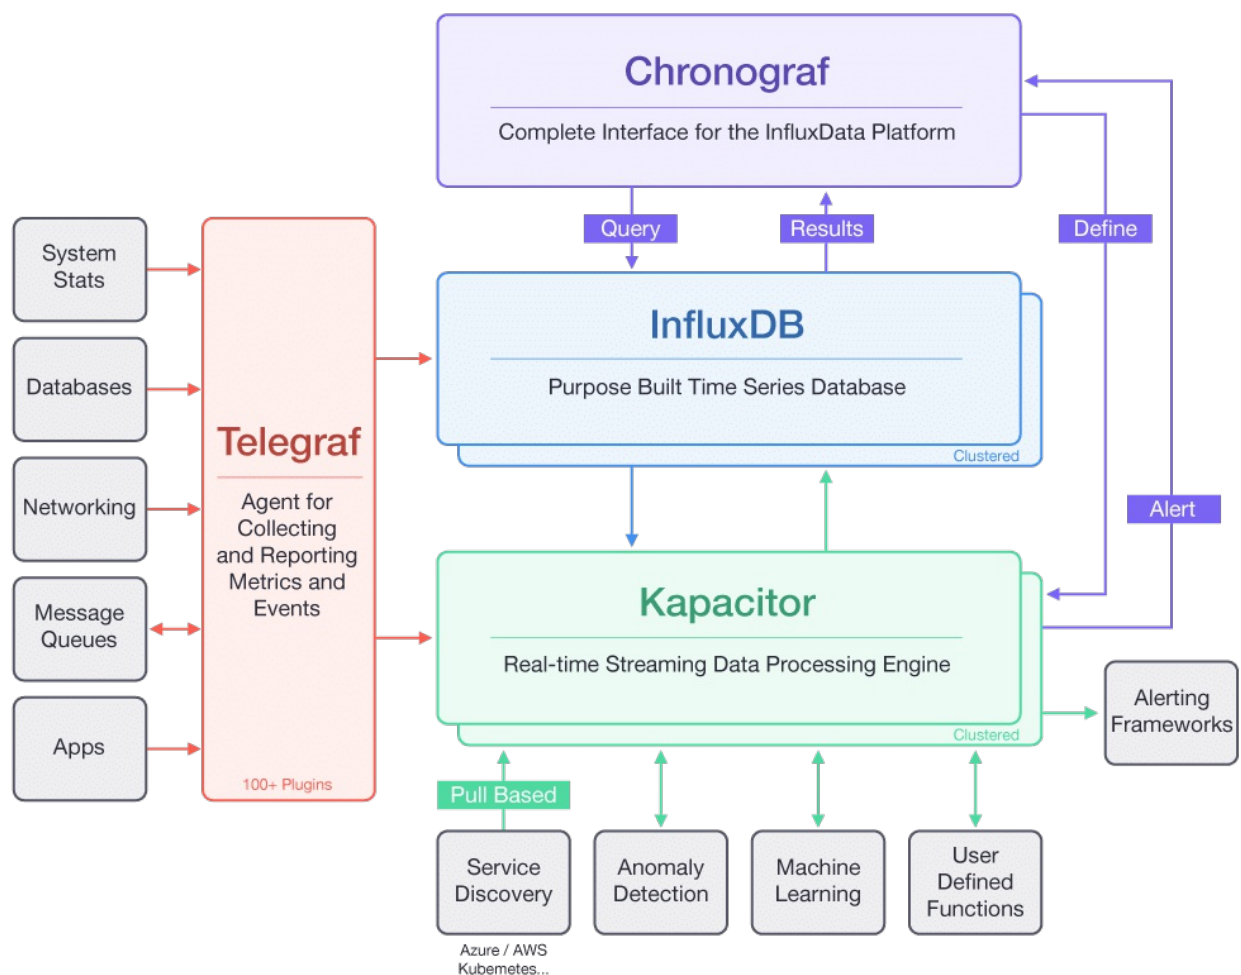 Chronograf
Complete Interface for the InfluxData Platform
Query
Results
Define
System
Stats
Databases
Networking
Message
Queues
Apps
Telegraf
Agent for
Collecting
and Reporting
Metrics and
Events
100+ Plugins
InfluxDB
Purpose Built Time Series Database
Clustered
Alert
Kapacitor
Real-time Streaming Data Processing Engine
Clustered
Alerting
Frameworks
Pull Based
Service
Discovery
Azure / AWS
Kubemetes...
Anomaly
Detection
Machine
Learning
User
Defined
Functions